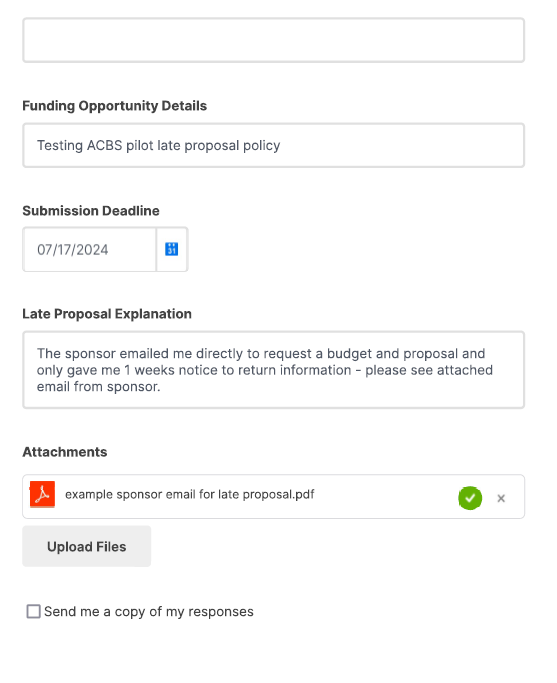 Funding Opportunity Details
Testing ACBS pilot late proposal policy
Submission Deadline
07/17/2024
31
Late Proposal Explanation
The sponsor emailed me directly to request a budget and proposal and
only gave me 1 weeks notice to return information - please see attached
email from sponsor.
Attachments
example sponsor email for late proposal.pdf
Upload Files
Send me a copy of my responses